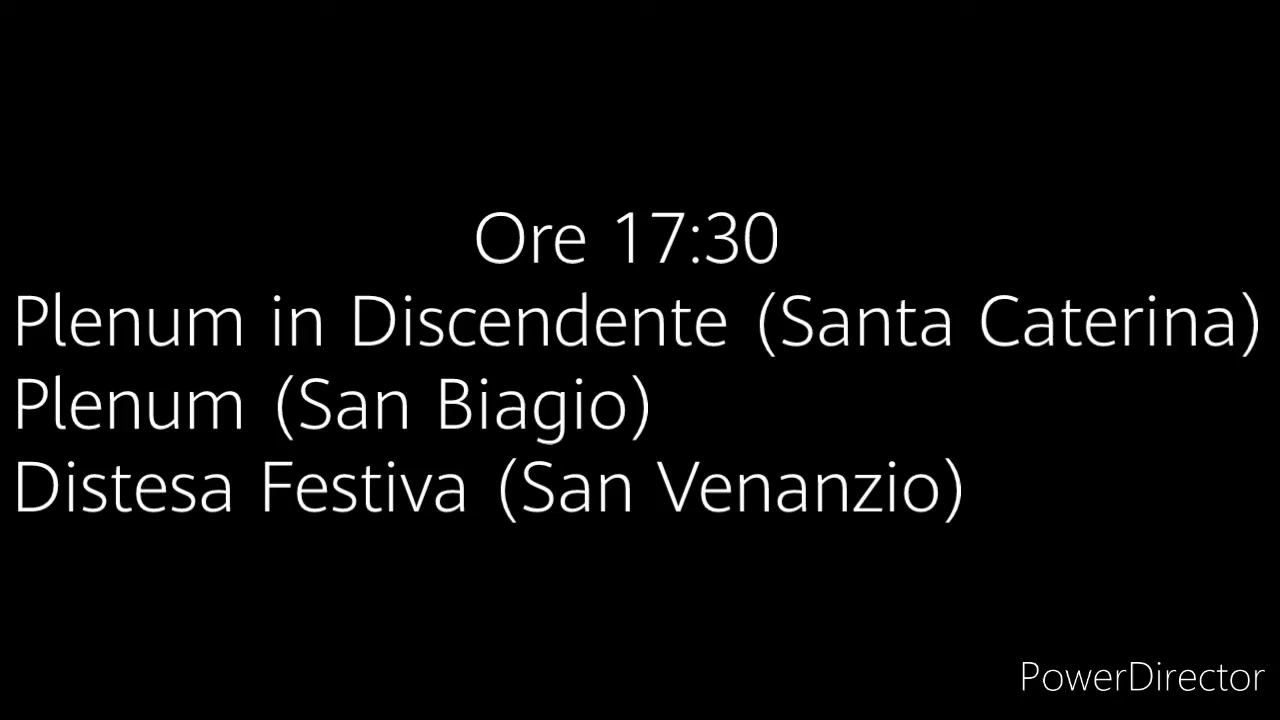 Ore 17:30
Plenum in Discendente (Santa Caterina)
Plenum (San Biagio)
Distesa Festiva (San Venanzio)
PowerDirector